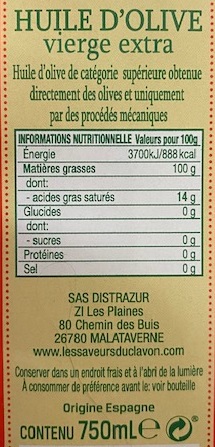 HUILE D'OLIVE
vierge extra
Huile d'olive de catégorie supérieure obtenue
directement des olives et uniquement
par des procédés mécaniques
INFORMATIONS NUTRITIONNELLE Valeurs pour 100g
Énergie 3700kJ/888 kcal
Matières grasses 100 g
dont:
- acides gras saturés 14 g
Glucides 0 g
dont:
- sucres 0 g
Protéines 0 g
Sel 0 g
SAS DISTRAZUR
ZI Les Plaines
80 Chemin des Buis
26780 MALATAVERNE
www.lessaveursduclavon.com
Conserver dans un endroit frais et à l'abri de la lumière
À consommer de préférence avant le: voir bouteille
Origine Espagne
CONTENU 750mL e